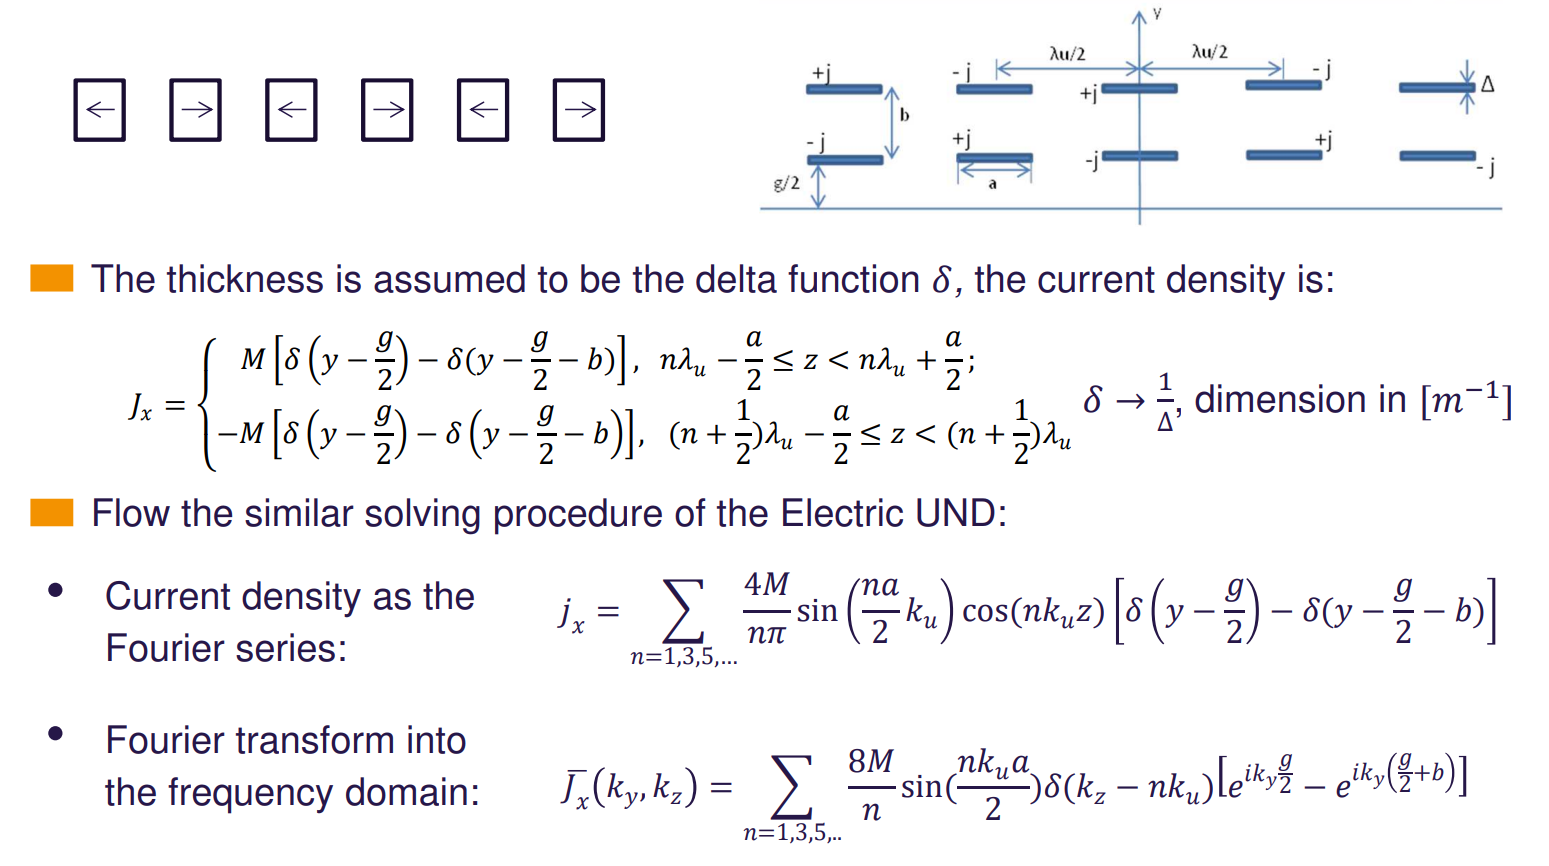 y
λu/2 λu/2
+j - j +j - j Δ
b
- j +j -j +j - j
g/2 a
The thickness is assumed to be the delta function δ, the current density is:
J_x = { M[δ(y − g/2) − δ(y − g/2 − b)], nλ_u − a/2 ≤ z < nλ_u + a/2;
−M[δ(y − g/2) − δ(y − g/2 − b)], (n + 1/2)λ_u − a/2 ≤ z < (n + 1/2)λ_u
δ → 1/Δ, dimension in [m⁻¹]
Flow the similar solving procedure of the Electric UND:
• Current density as the
Fourier series:
j_x = ∑_{n=1,3,5,...} 4M/nπ sin(na/2 k_u) cos(nk_u z) [δ(y − g/2) − δ(y − g/2 − b)]
• Fourier transform into
the frequency domain:
J̅_x(k_y, k_z) = ∑_{n=1,3,5,..} 8M/n sin(nk_u a/2)δ(k_z − nk_u)[e^{ik_y g/2} − e^{ik_y(g/2+b)}]